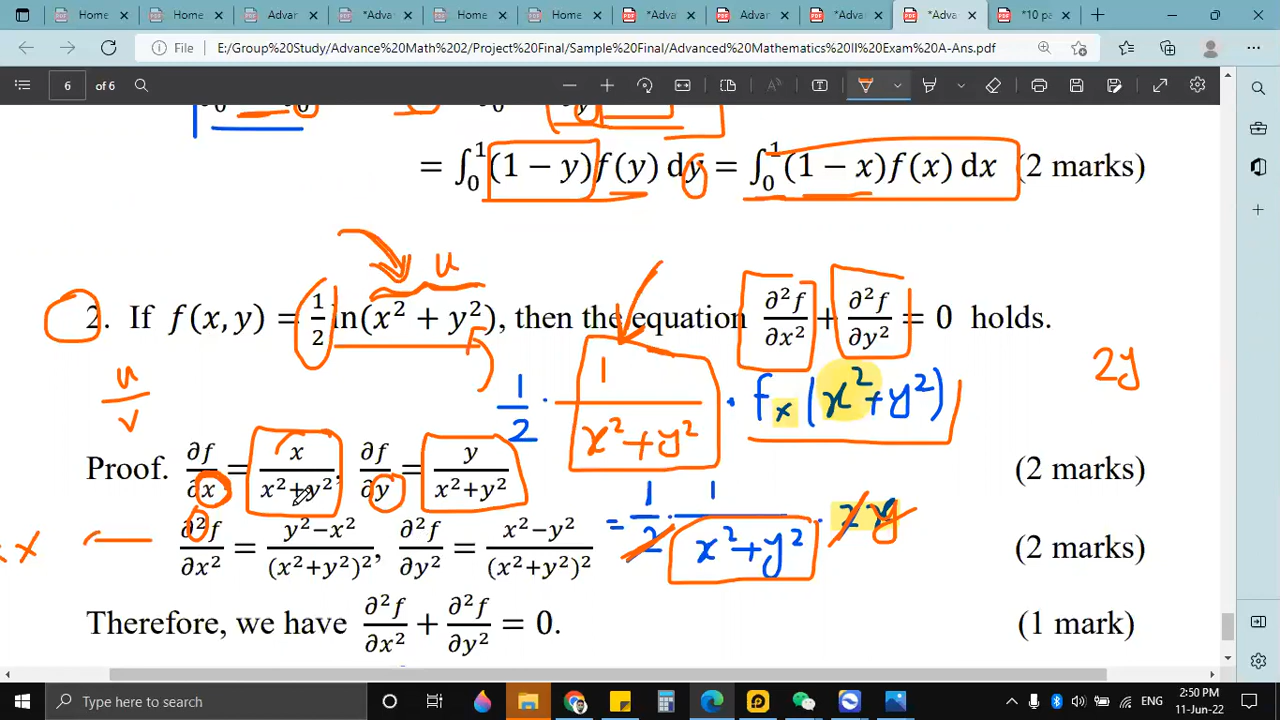 Home
Advar
*Advar
Home
Home
*Adva
Advar
*Adva
*Adva
*10 pa
File
E:/Group%20Study/Advance%20Math%202/Project%20Final/Sample%20Final/Advanced%20Mathematics%20II%20Exam%20A-Ans.pdf
6 of 6
= ∫₀¹(1 − y)f(y) dy = ∫₀¹(1 − x)f(x) dx (2 marks)
u
2. If f(x, y) = 1/2 ln(x² + y²), then the equation ∂²f/∂x² + ∂²f/∂y² = 0 holds.
u/v
1/2 · 1/(x²+y²) · fx (x²+y²)
2y
Proof. ∂f/∂x = x/(x²+y²), ∂f/∂y = y/(x²+y²) (2 marks)
= 1/2 · 1/(x²+y²) ·
∂²f/∂x² = (y²−x²)/(x²+y²)², ∂²f/∂y² = (x²−y²)/(x²+y²)² (2 marks)
Therefore, we have ∂²f/∂x² + ∂²f/∂y² = 0. (1 mark)
Type here to search
ENG
2:50 PM
11-Jun-22